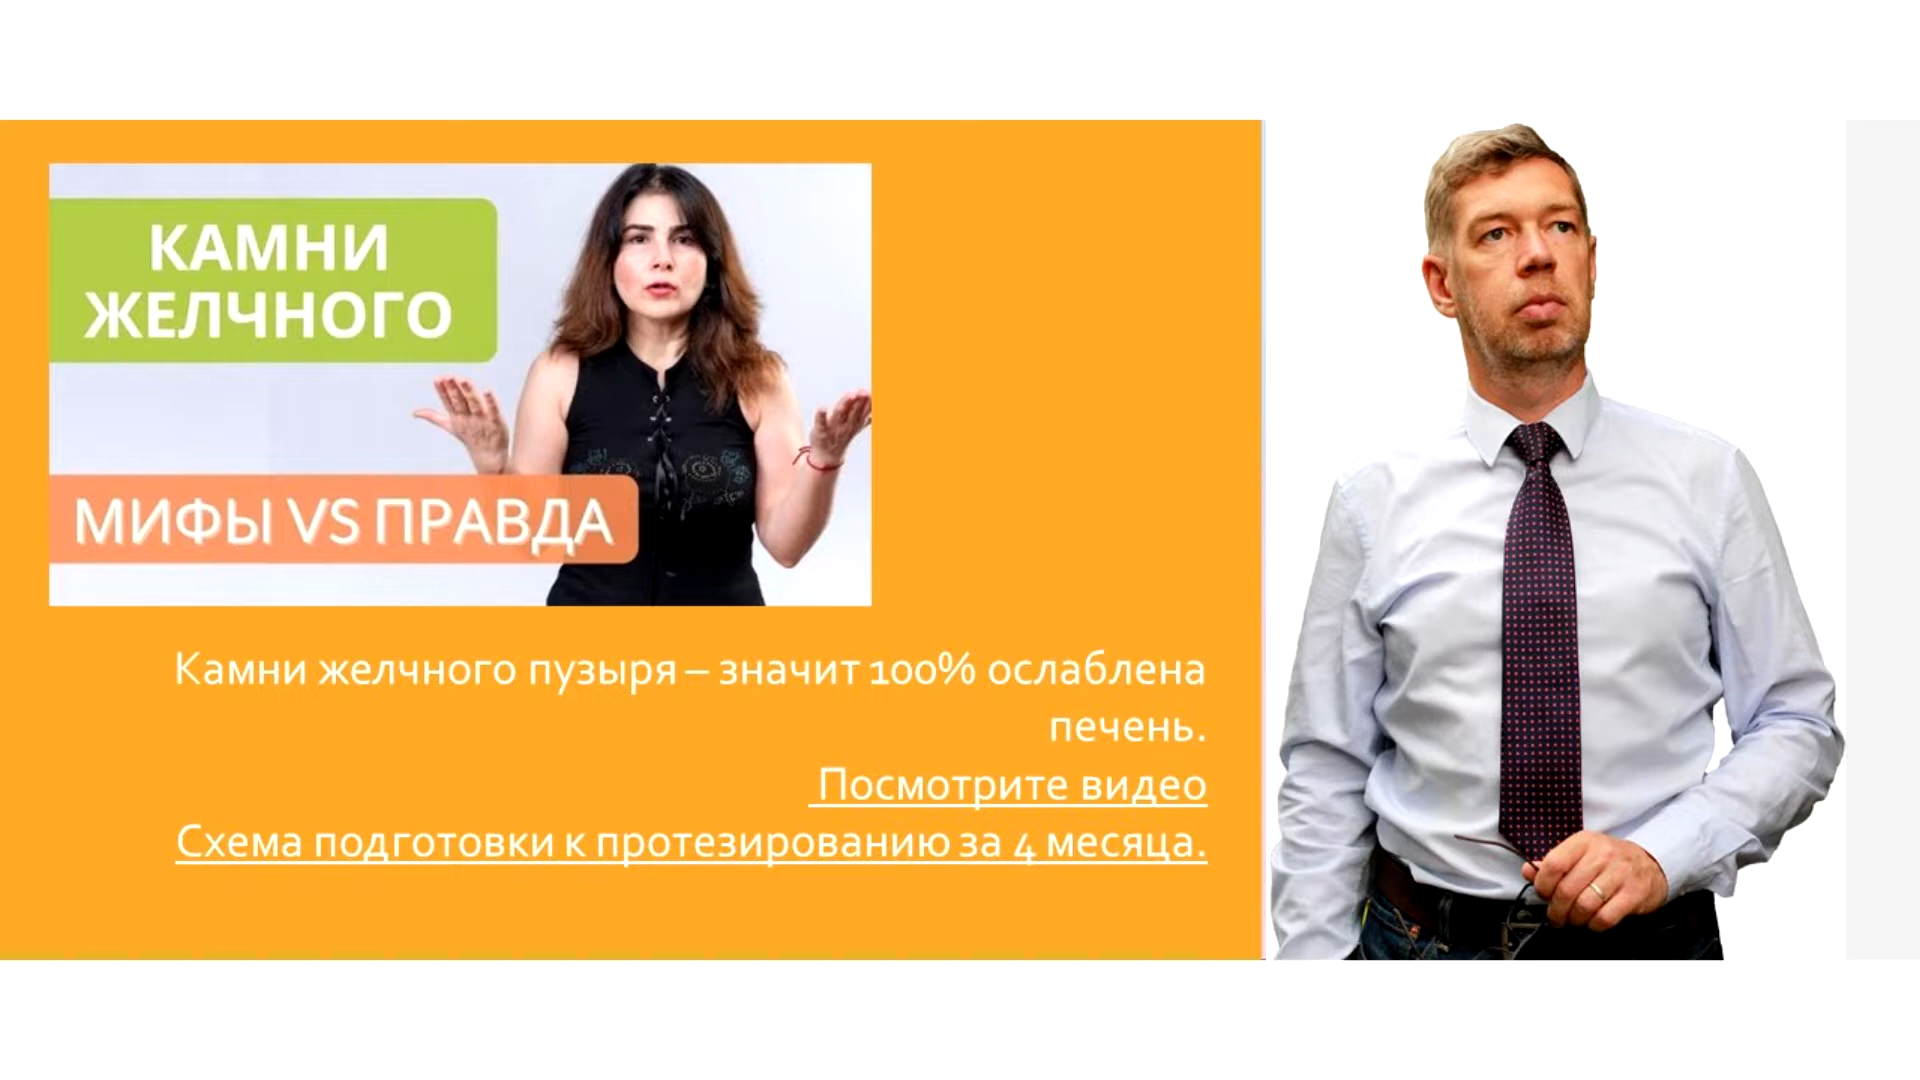 КАМНИ
ЖЕЛЧНОГО
МИФЫ VS ПРАВДА
Камни желчного пузыря – значит 100% ослаблена
печень.
Посмотрите видео
Схема подготовки к протезированию за 4 месяца.